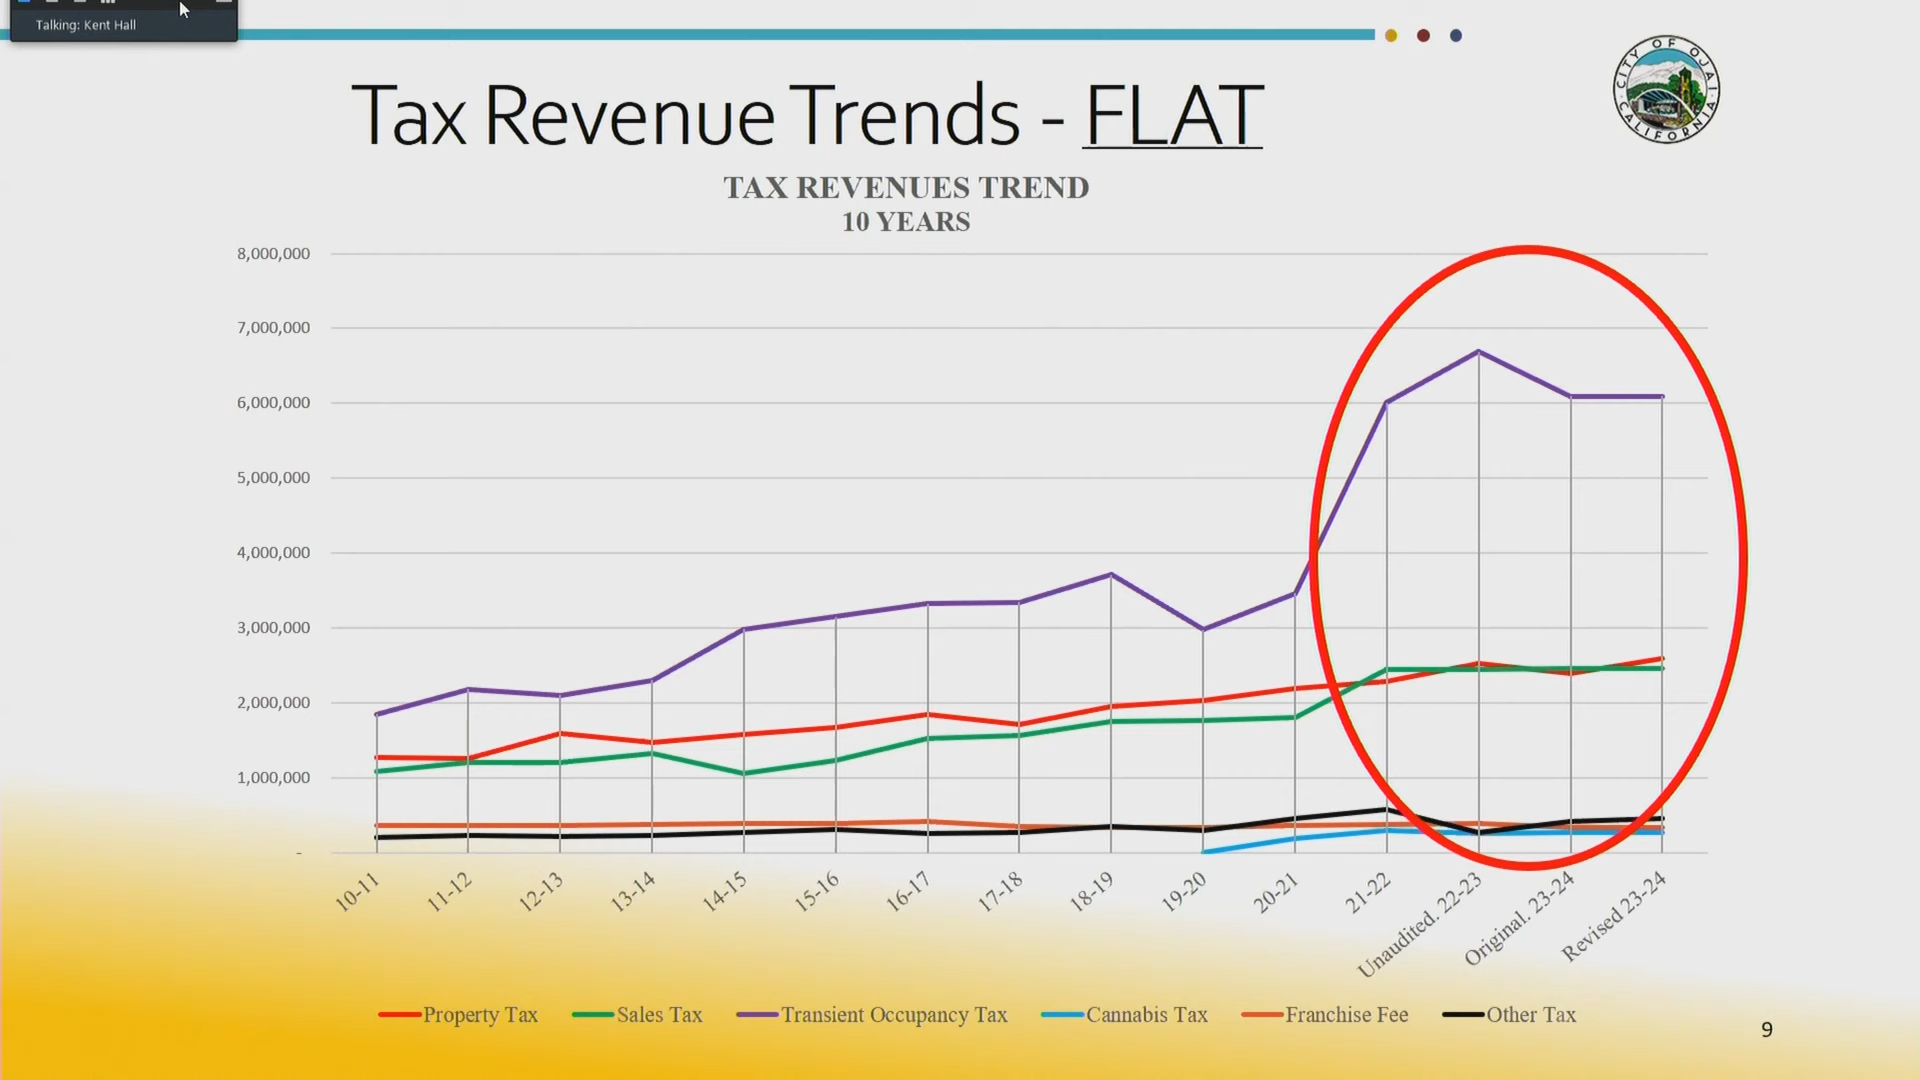 Talking: Kent Hall
CITY OF OJAI
CALIFORNIA
Tax Revenue Trends - FLAT
TAX REVENUES TREND
10 YEARS
8,000,000
7,000,000
6,000,000
5,000,000
4,000,000
3,000,000
2,000,000
1,000,000
-
10-11
11-12
12-13
13-14
14-15
15-16
16-17
17-18
18-19
19-20
20-21
21-22
Unaudited. 22-23
Original. 23-24
Revised 23-24
Property Tax
Sales Tax
Transient Occupancy Tax
Cannabis Tax
Franchise Fee
Other Tax
9